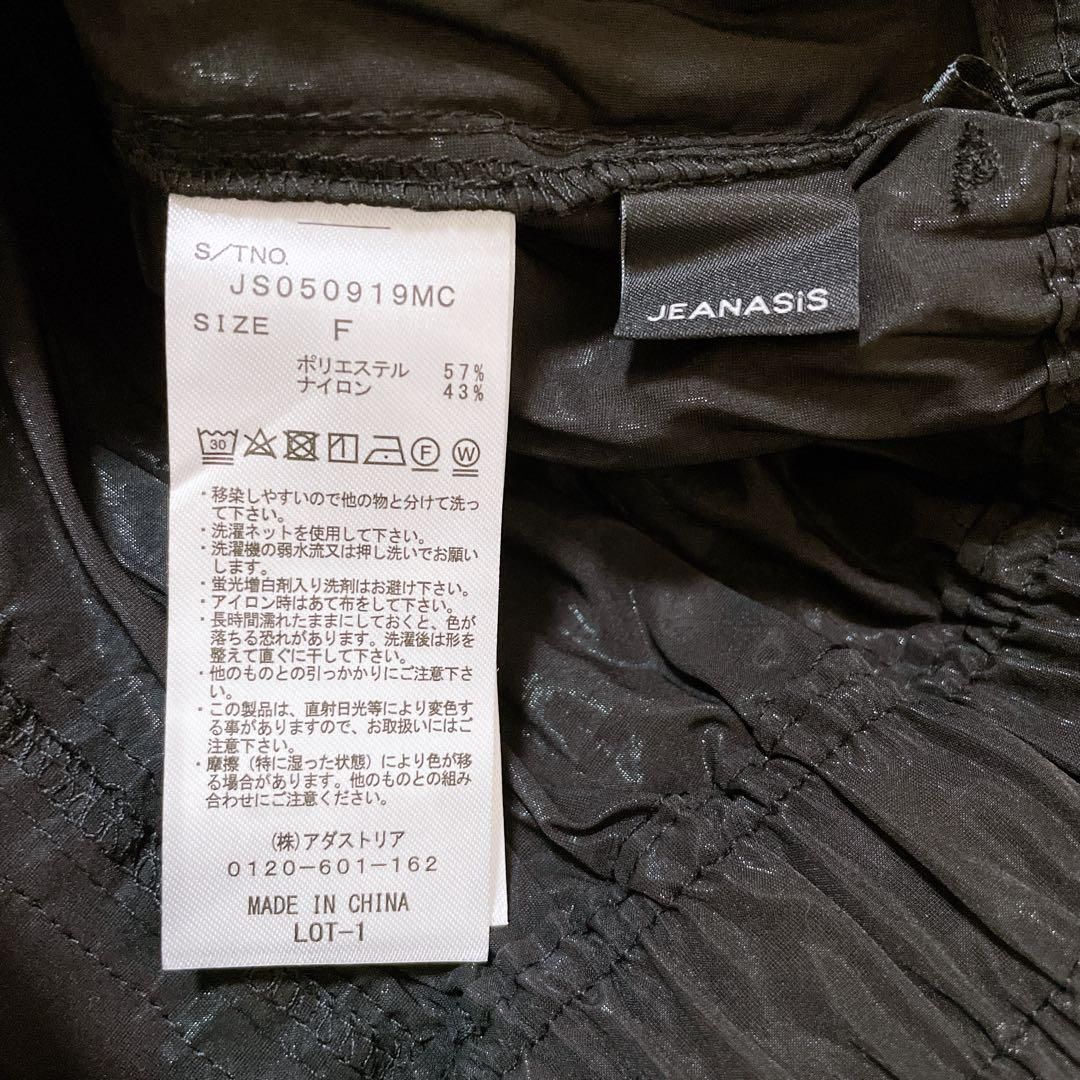 S/TNO.
JS050919MC
SIZE F
ポリエステル 57%
ナイロン 43%
30 F W
・移染しやすいので他の物と分けて洗っ
て下さい。
・洗濯ネットを使用して下さい。
・洗濯機の弱水流又は押し洗いでお願い
します。
・蛍光増白剤入り洗剤はお避け下さい。
・アイロン時はあて布をして下さい。
・長時間濡れたままにしておくと、色が
落ちる恐れがあります。洗濯後は形を
整えて直ぐに干して下さい。
・他のものとの引っかかりにご注意下さ
い。
・この製品は、直射日光等により変色す
る事がありますので、お取扱いにはご
注意下さい。
・摩擦（特に湿った状態）により色が移
る場合があります。他のものとの組み
合わせにご注意ください。
(株)アダストリア
0120-601-162
MADE IN CHINA
LOT-1
JEANASiS